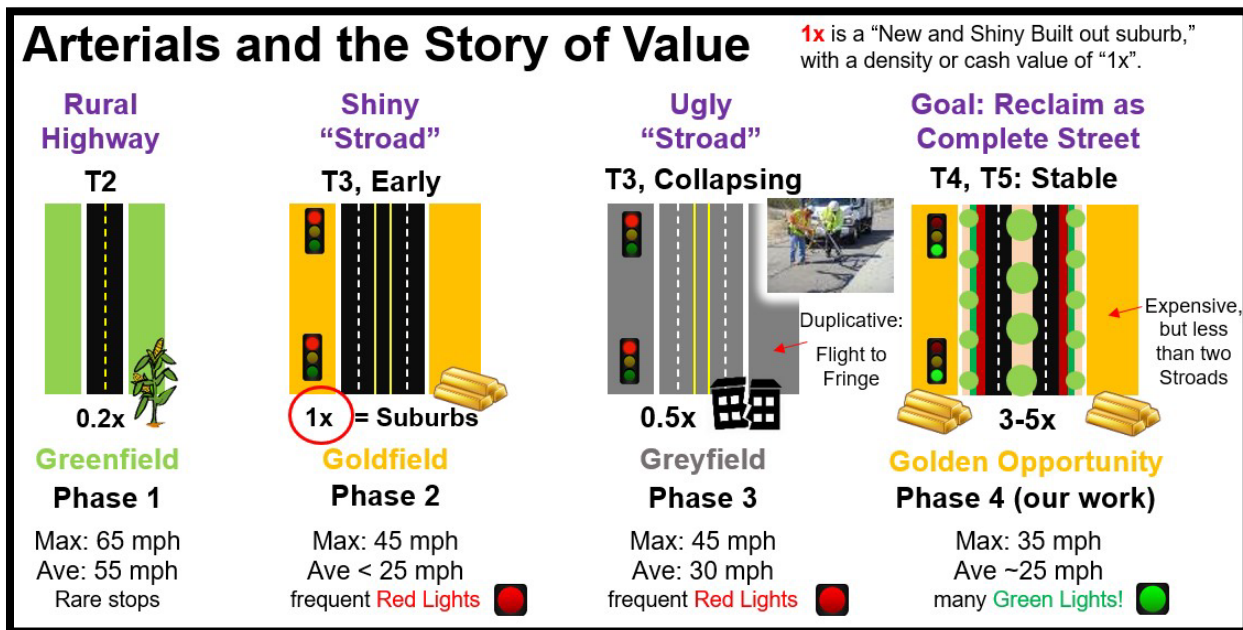 Arterials and the Story of Value
1x is a “New and Shiny Built out suburb,”
with a density or cash value of “1x”.
Rural
Highway
T2
0.2x
Greenfield
Phase 1
Max: 65 mph
Ave: 55 mph
Rare stops
Shiny
“Stroad”
T3, Early
1x = Suburbs
Goldfield
Phase 2
Max: 45 mph
Ave < 25 mph
frequent Red Lights
Ugly
“Stroad”
T3, Collapsing
Duplicative:
Flight to
Fringe
0.5x
Greyfield
Phase 3
Max: 45 mph
Ave: 30 mph
frequent Red Lights
Goal: Reclaim as
Complete Street
T4, T5: Stable
Expensive,
but less
than two
Stroads
3-5x
Golden Opportunity
Phase 4 (our work)
Max: 35 mph
Ave ~25 mph
many Green Lights!